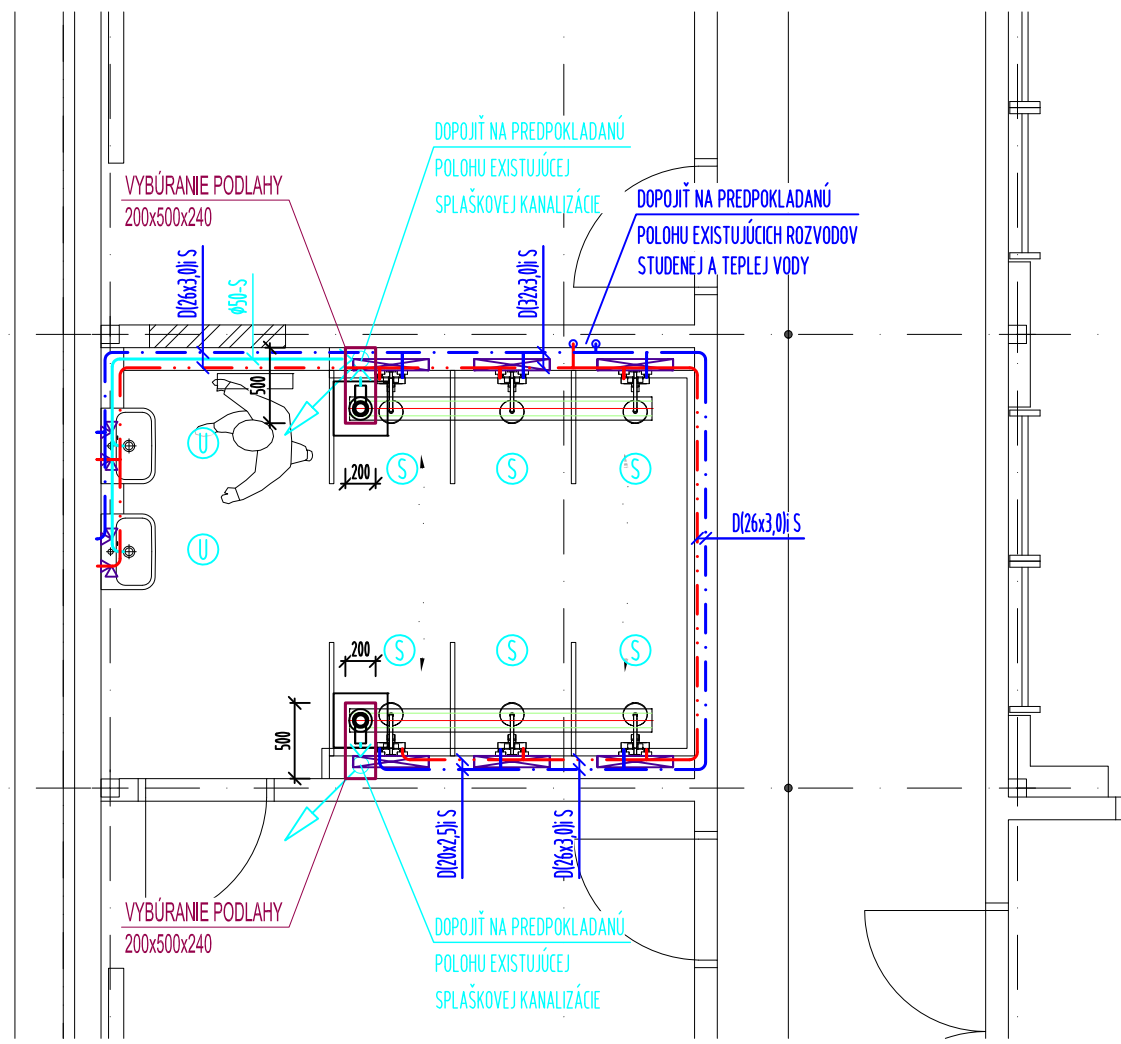 DOPOJIŤ NA PREDPOKLADANÚ
POLOHU EXISTUJÚCEJ
SPLAŠKOVEJ KANALIZÁCIE
VYBÚRANIE PODLAHY
200x500x240
DOPOJIŤ NA PREDPOKLADANÚ
POLOHU EXISTUJÚCICH ROZVODOV
STUDENEJ A TEPLEJ VODY
D(26x3,0)i S
ø50-S
D(32x3,0)i S
500
U
200
S
S
S
D(26x3,0)i S
U
S
S
S
200
500
D(20x2,5)i S
D(26x3,0)i S
VYBÚRANIE PODLAHY
200x500x240
DOPOJIŤ NA PREDPOKLADANÚ
POLOHU EXISTUJÚCEJ
SPLAŠKOVEJ KANALIZÁCIE